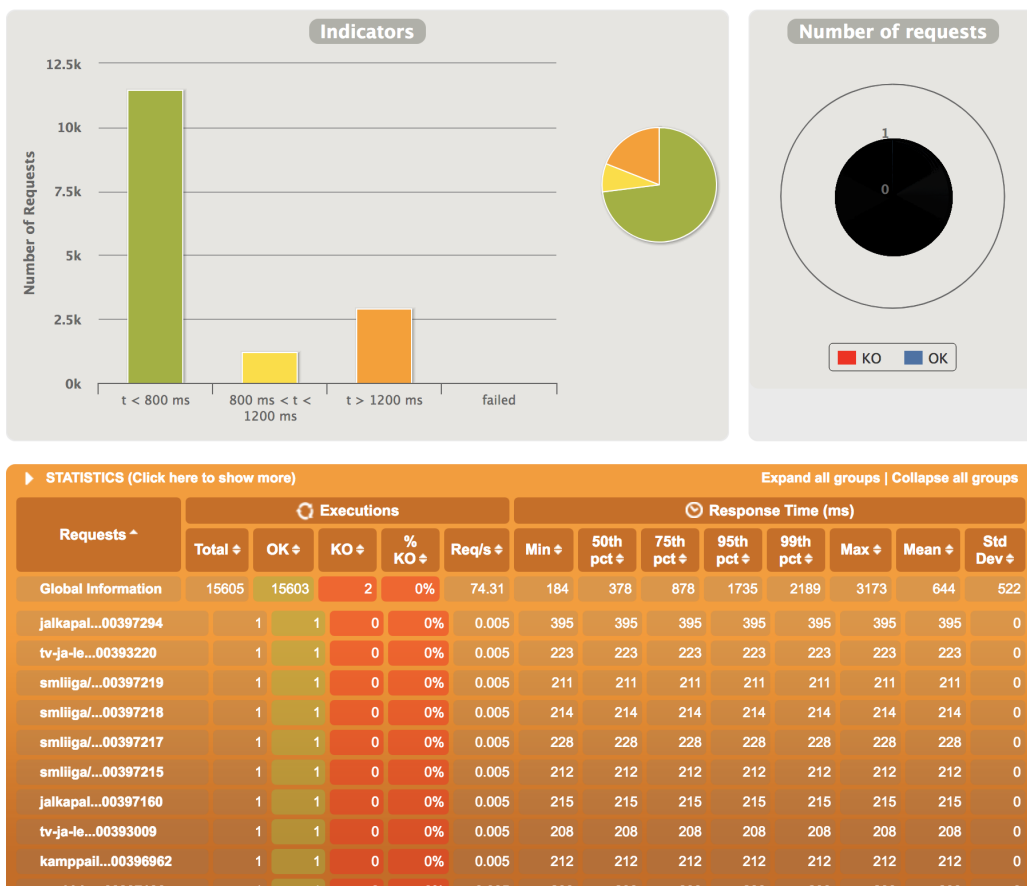 Indicators
Number of Requests
12.5k
10k
7.5k
5k
2.5k
0k
t < 800 ms
800 ms < t <
1200 ms
t > 1200 ms
failed
Number of requests
1
0
KO OK
STATISTICS (Click here to show more) Expand all groups | Collapse all groups
Requests Executions Response Time (ms)
Total OK KO % KO Req/s Min 50th pct 75th pct 95th pct 99th pct Max Mean Std Dev
Global Information 15605 15603 2 0% 74.31 184 378 878 1735 2189 3173 644 522
jalkapal...00397294 1 1 0 0% 0.005 395 395 395 395 395 395 395 0
tv-ja-le...00393220 1 1 0 0% 0.005 223 223 223 223 223 223 223 0
smliiga/...00397219 1 1 0 0% 0.005 211 211 211 211 211 211 211 0
smliiga/...00397218 1 1 0 0% 0.005 214 214 214 214 214 214 214 0
smliiga/...00397217 1 1 0 0% 0.005 228 228 228 228 228 228 228 0
smliiga/...00397215 1 1 0 0% 0.005 212 212 212 212 212 212 212 0
jalkapal...00397160 1 1 0 0% 0.005 215 215 215 215 215 215 215 0
tv-ja-le...00393009 1 1 0 0% 0.005 208 208 208 208 208 208 208 0
kamppail...00396962 1 1 0 0% 0.005 212 212 212 212 212 212 212 0